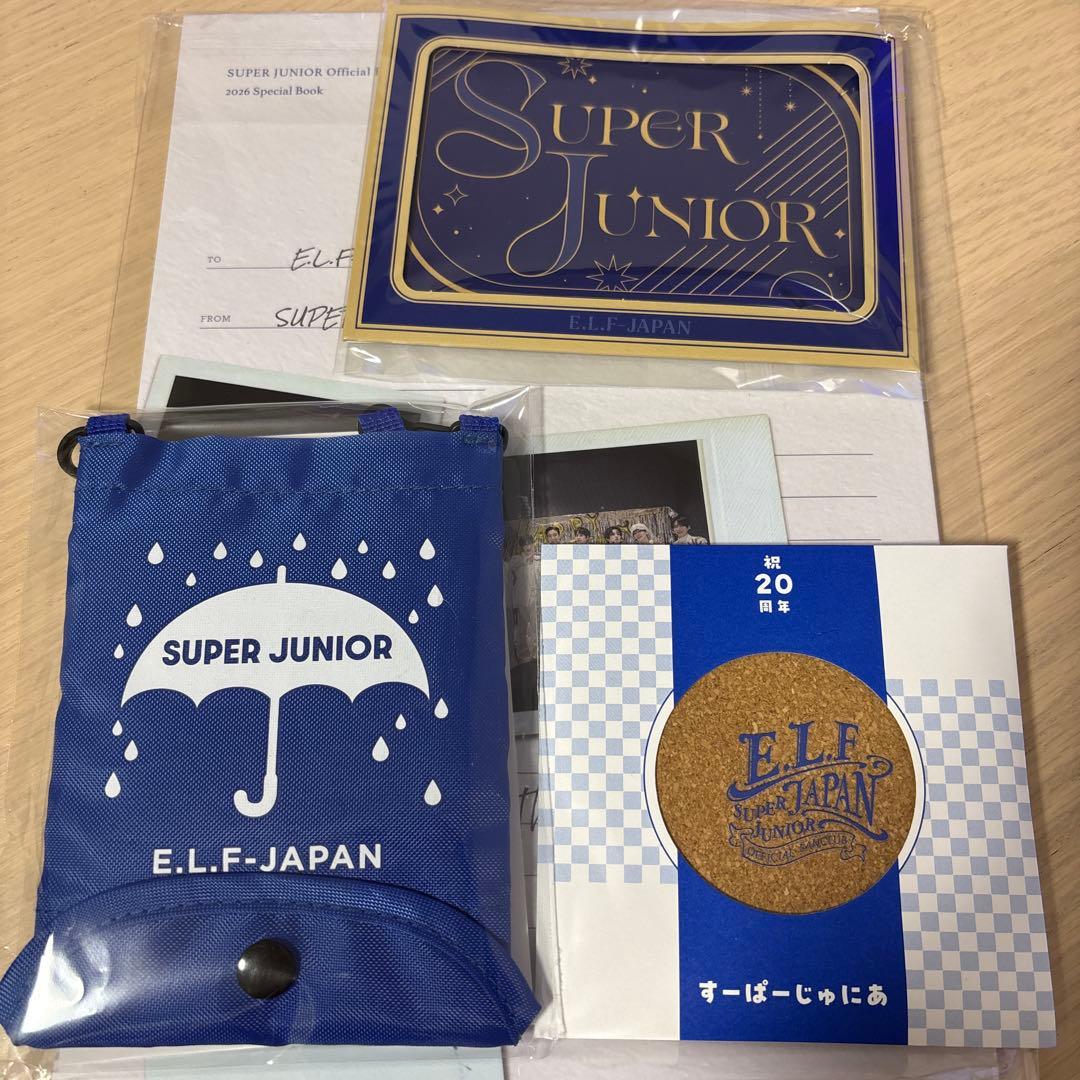 SUPER JUNIOR Official
2026 Special Book
TO E.L.F
FROM SUPE
SUPER
JUNIOR
E.L.F-JAPAN
SUPER JUNIOR
E.L.F-JAPAN
祝
20
周年
E.L.F
JAPAN
SUPER
JUNIOR
OFFICIAL FANCLUB
すーぱーじゅにあ